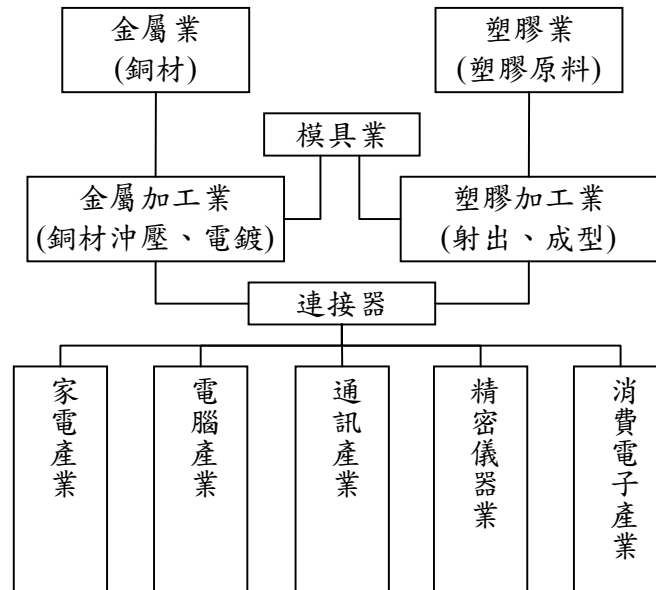 金屬業
(銅材)
塑膠業
(塑膠原料)
模具業
金屬加工業
(銅材沖壓、電鍍)
塑膠加工業
(射出、成型)
連接器
家電產業
電腦產業
通訊產業
精密儀器業
消費電子產業